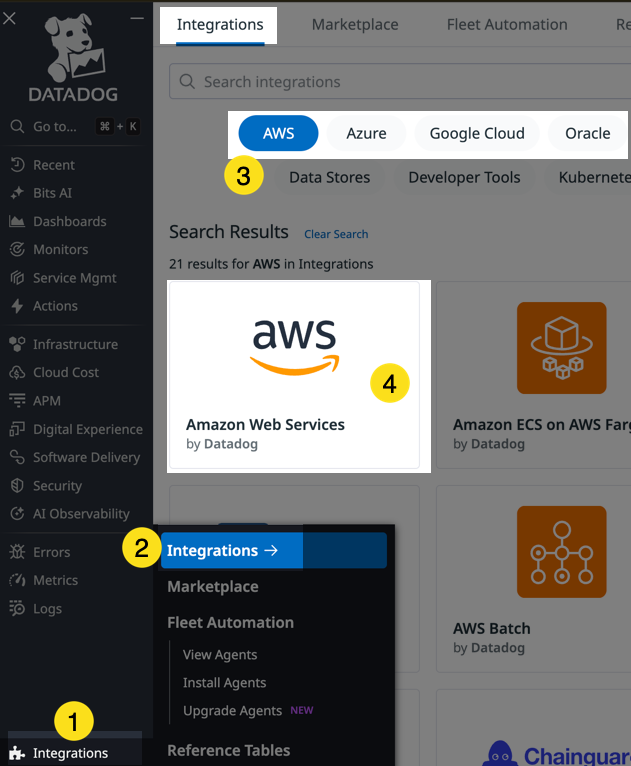 Integrations
Marketplace
Fleet Automation
Re
DATADOG
Search integrations
Go to... ⌘ + K
AWS
Azure
Google Cloud
Oracle
3
Data Stores
Developer Tools
Kubernete
Recent
Bits AI
Dashboards
Monitors
Service Mgmt
Actions
Infrastructure
Cloud Cost
APM
Digital Experience
Software Delivery
Security
AI Observability
Errors
Metrics
Logs
1
Integrations
Search Results Clear Search
21 results for AWS in Integrations
aws
4
Amazon Web Services
by Datadog
Amazon ECS on AWS Farg
by Datadog
AWS Batch
by Datadog
Chainguar
2
Integrations →
Marketplace
Fleet Automation
View Agents
Install Agents
Upgrade Agents NEW
Reference Tables